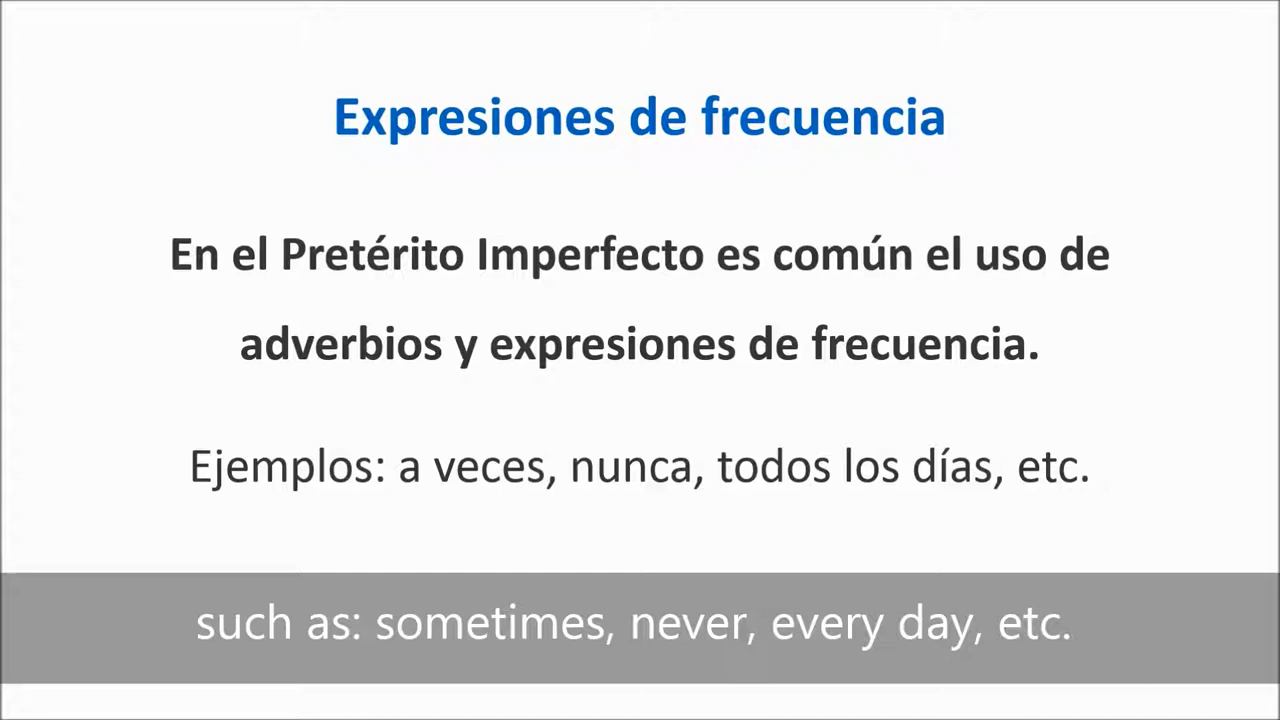 Expresiones de frecuencia
En el Pretérito Imperfecto es común el uso de
adverbios y expresiones de frecuencia.
Ejemplos: a veces, nunca, todos los días, etc.
such as: sometimes, never, every day, etc.